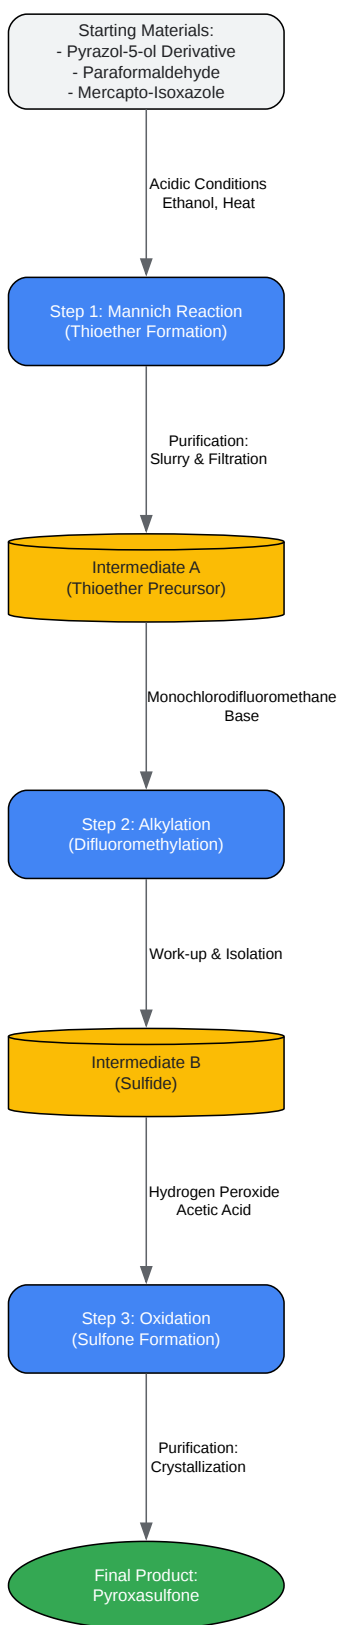 Starting Materials:
- Pyrazol-5-ol Derivative
- Paraformaldehyde
- Mercapto-Isoxazole
Acidic Conditions
Ethanol, Heat
Step 1: Mannich Reaction
(Thioether Formation)
Purification:
Slurry & Filtration
Intermediate A
(Thioether Precursor)
Monochlorodifluoromethane
Base
Step 2: Alkylation
(Difluoromethylation)
Work-up & Isolation
Intermediate B
(Sulfide)
Hydrogen Peroxide
Acetic Acid
Step 3: Oxidation
(Sulfone Formation)
Purification:
Crystallization
Final Product:
Pyroxasulfone